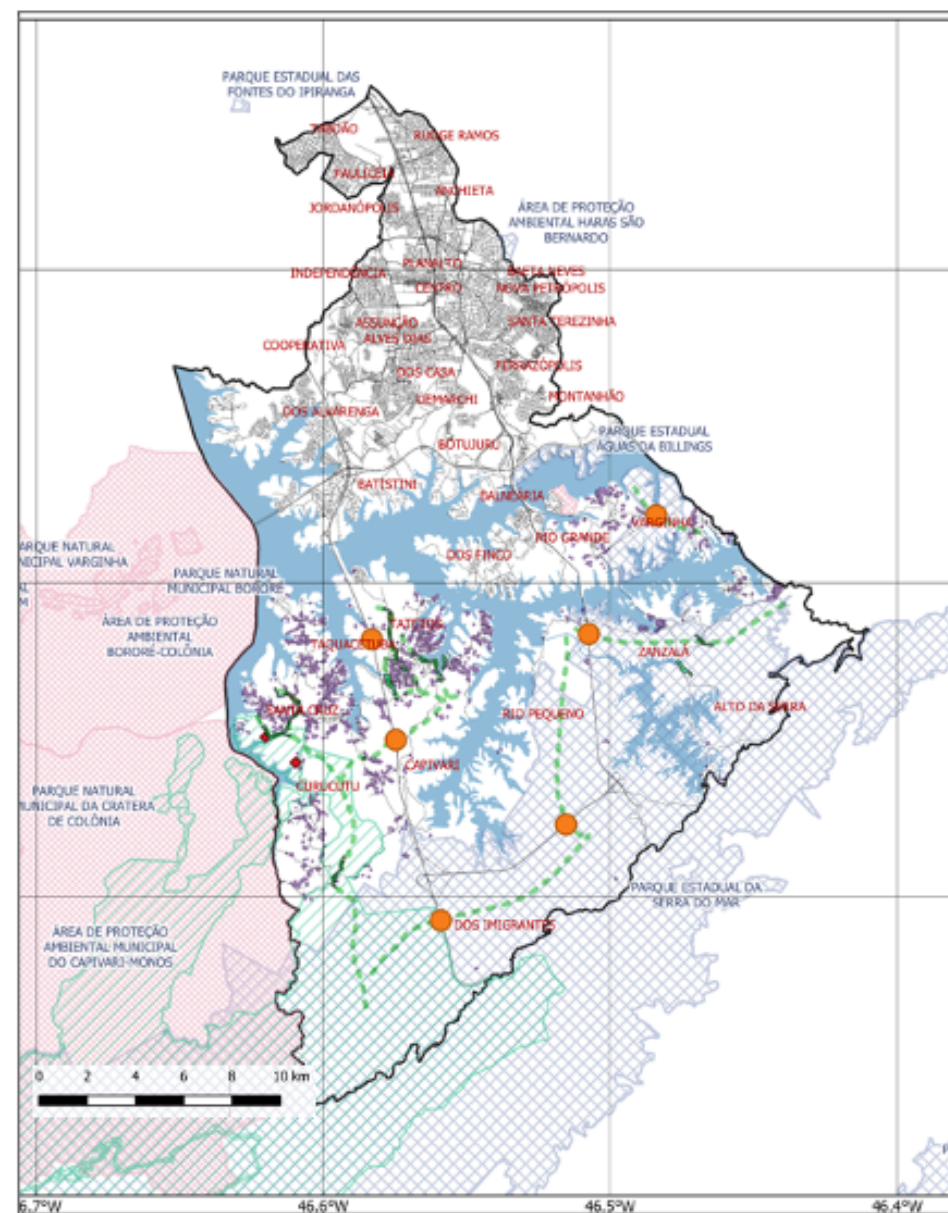 PARQUE ESTADUAL DAS
FONTES DO IPIRANGA
TABOÃO
RUDGE RAMOS
PAULICÉIA
ANCHIETA
JORDANÓPOLIS
ÁREA DE PROTEÇÃO
AMBIENTAL HARAS SÃO
BERNARDO
PLANALTO
INDEPENDÊNCIA
BAETA NEVES
CENTRO
NOVA PETRÓPOLIS
ASSUNÇÃO
SANTA TEREZINHA
ALVES DIAS
COOPERATIVA
FERRAZÓPOLIS
DOS CASA
DEMARCHI
MONTANHÃO
DOS ALVARENGA
PARQUE ESTADUAL
ÁGUAS DA BILLINGS
BOTUJURU
BATISTINI
BALNEÁRIA
VARGINHA
RIO GRANDE
PARQUE NATURAL
MUNICIPAL VARGINHA
DOS FINCO
PARQUE NATURAL
MUNICIPAL BORORÉ
ÁREA DE PROTEÇÃO
AMBIENTAL
BORORÉ-COLÔNIA
TATETOS
TAQUACETUBA
ZANZALÁ
SANTA CRUZ
RIO PEQUENO
ALTO DA SERRA
CAPIVARI
CURUCUTU
PARQUE NATURAL
MUNICIPAL DA CRATERA
DE COLÔNIA
PARQUE ESTADUAL DA
SERRA DO MAR
DOS IMIGRANTES
ÁREA DE PROTEÇÃO
AMBIENTAL MUNICIPAL
DO CAPIVARI-MONOS
0 2 4 6 8 10 km
46.7°W 46.6°W 46.5°W 46.4°W